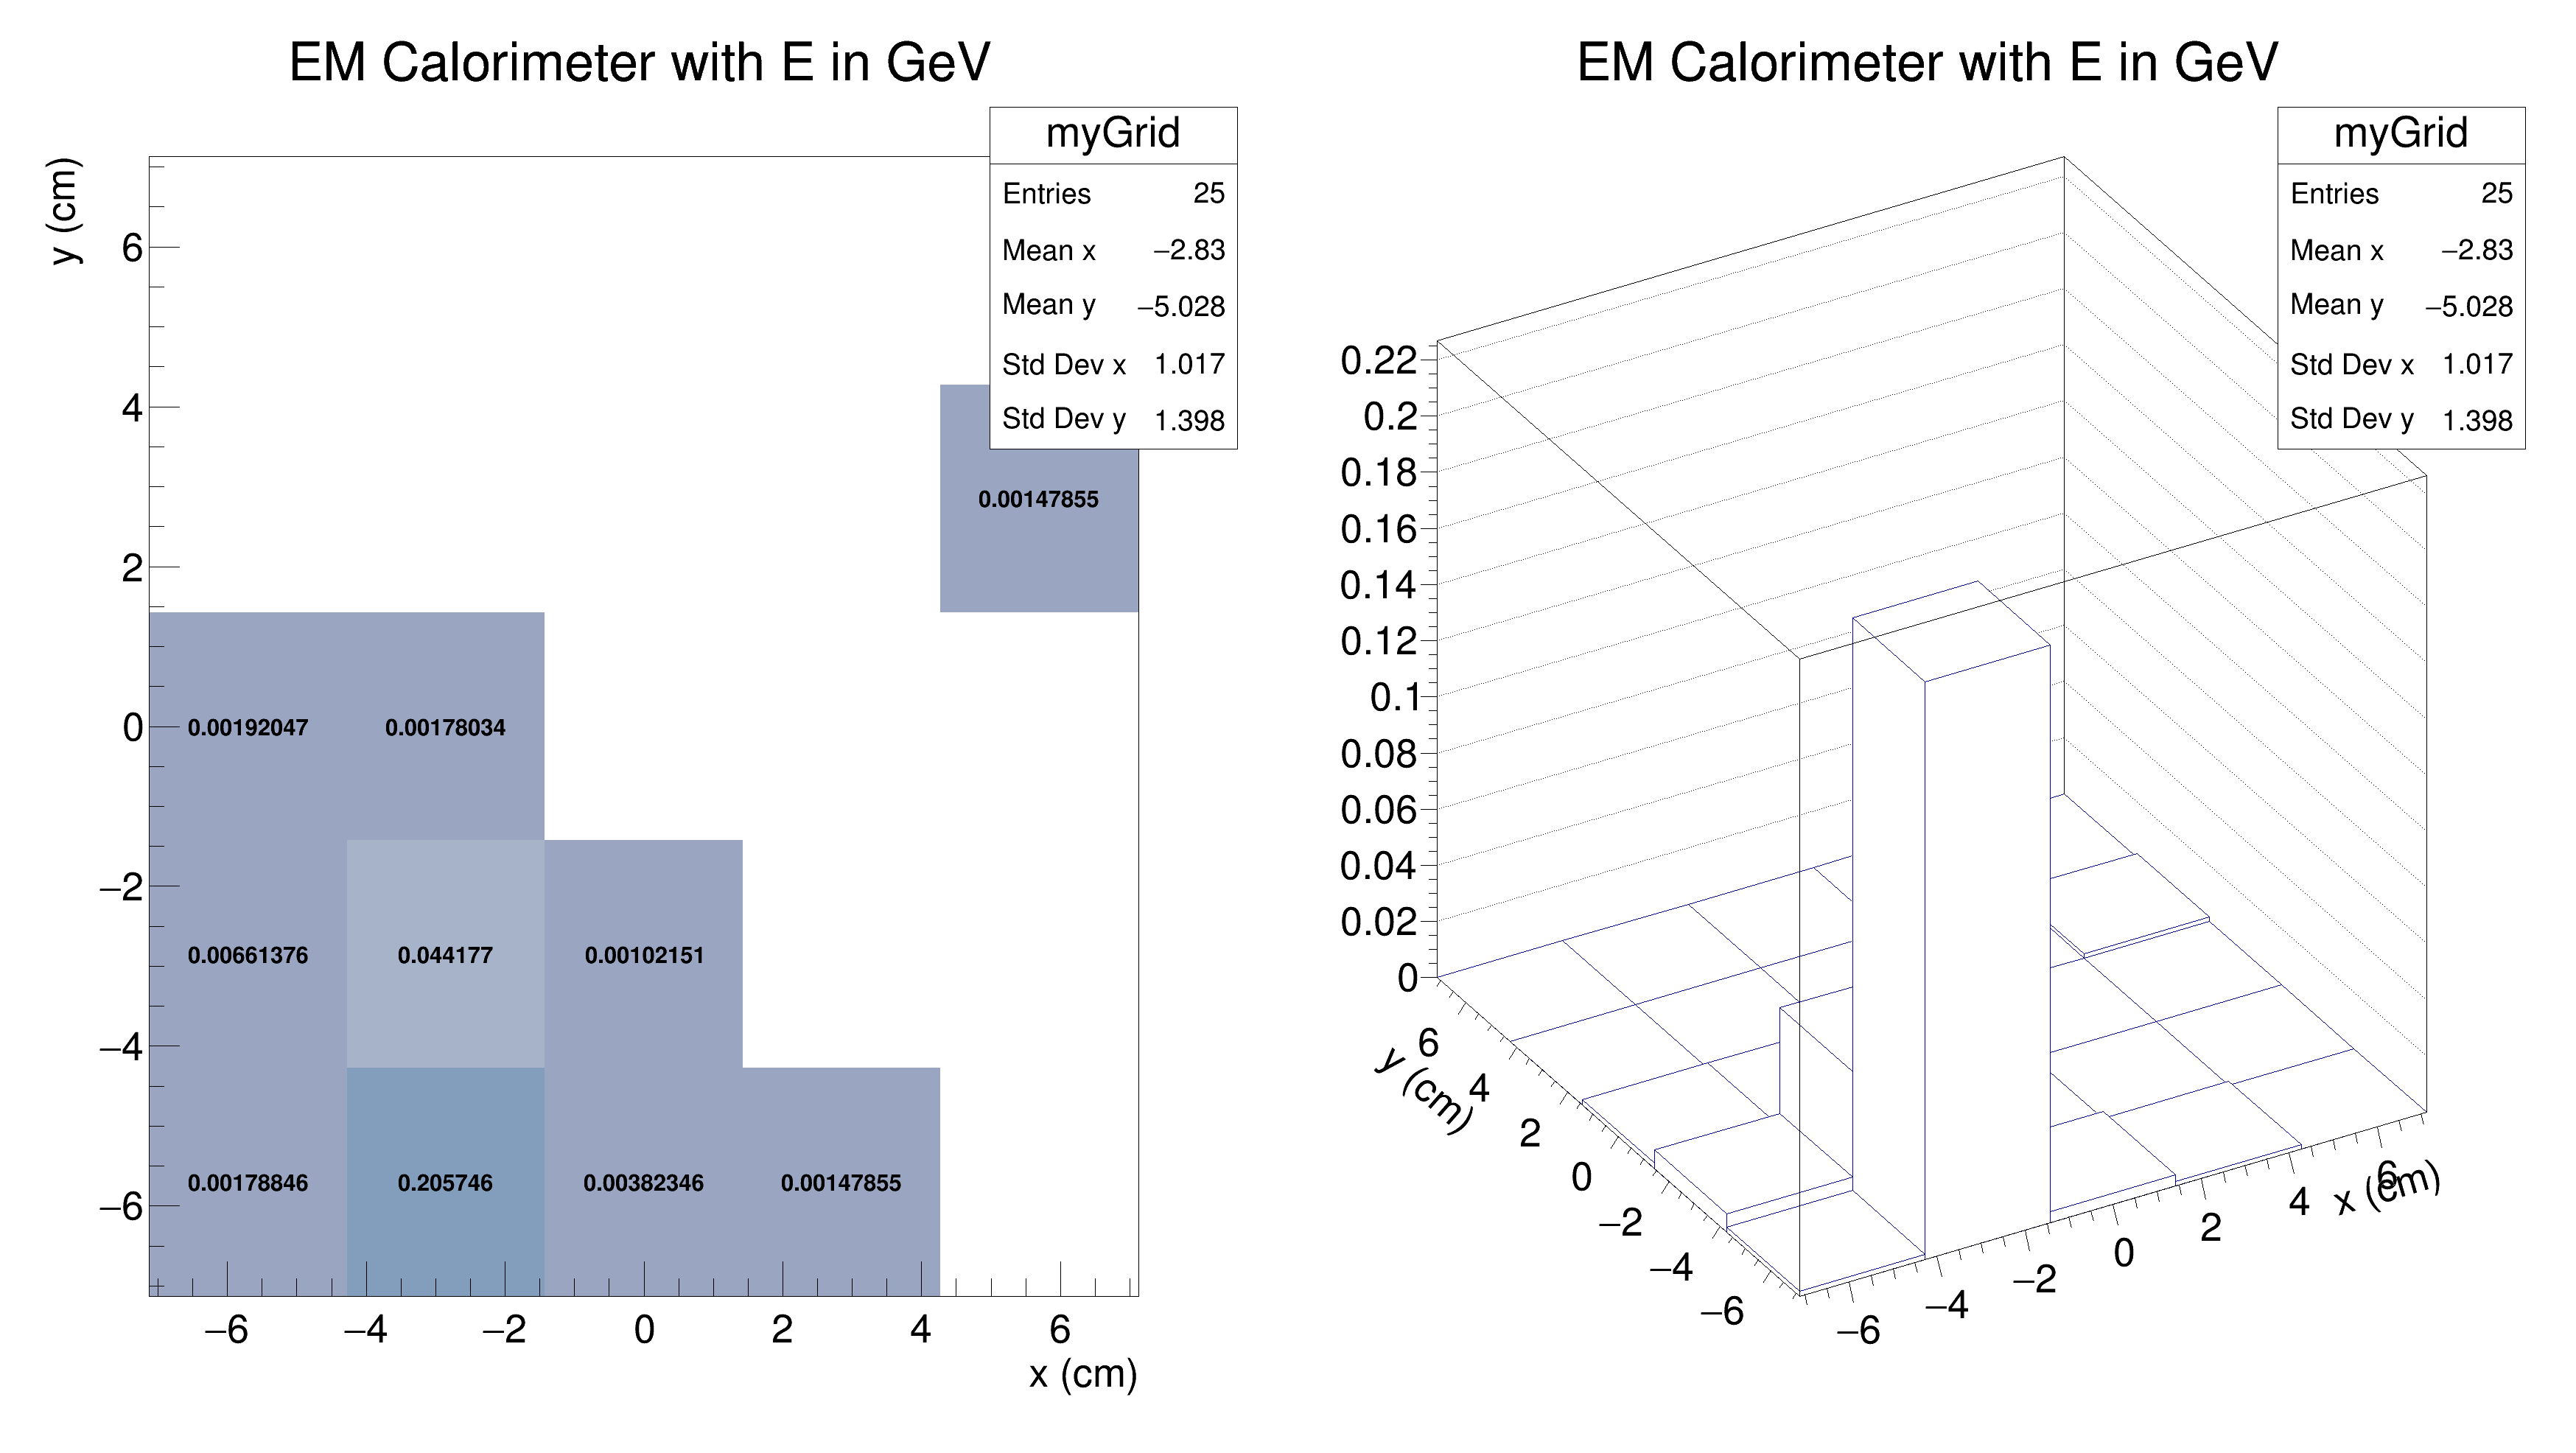 EM Calorimeter with E in GeV
myGrid
Entries 25
Mean x −2.83
Mean y −5.028
Std Dev x 1.017
Std Dev y 1.398
y (cm)
6
4
2
0
−2
−4
−6
0.00147855
0.00192047 0.00178034
0.00661376 0.044177 0.00102151
0.00178846 0.205746 0.00382346 0.00147855
−6 −4 −2 0 2 4 6
x (cm)
EM Calorimeter with E in GeV
myGrid
Entries 25
Mean x −2.83
Mean y −5.028
Std Dev x 1.017
Std Dev y 1.398
0.22
0.2
0.18
0.16
0.14
0.12
0.1
0.08
0.06
0.04
0.02
0
6
4
2
0
−2
−4
−6
y (cm)
−6
−4
−2
0
2
4
6
x (cm)